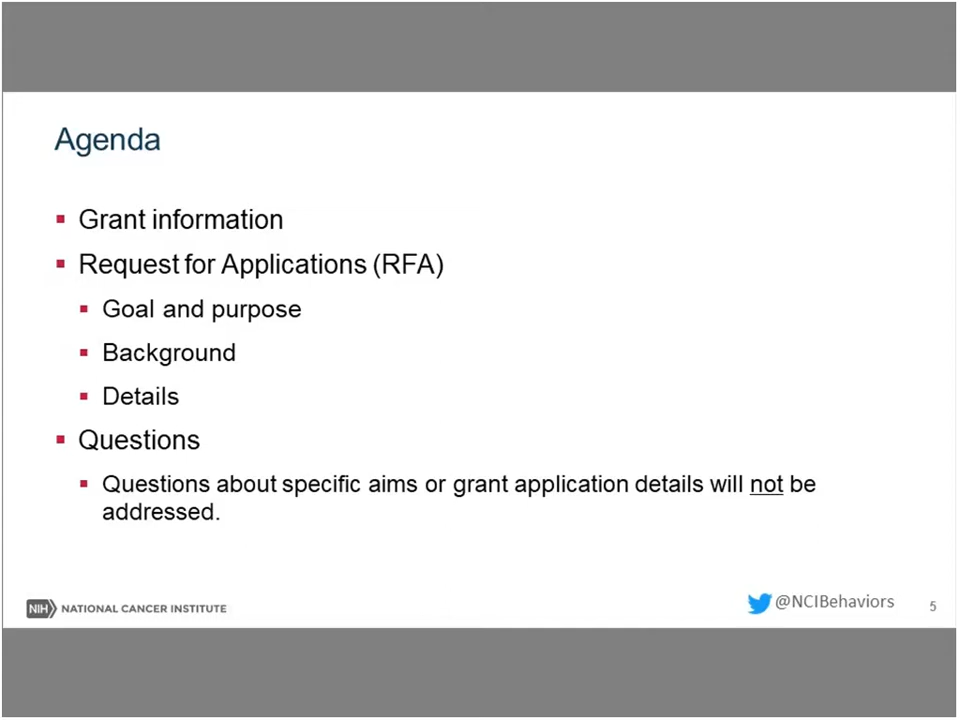 Agenda
Grant information
Request for Applications (RFA)
Goal and purpose
Background
Details
Questions
Questions about specific aims or grant application details will not be
addressed.
NIH NATIONAL CANCER INSTITUTE
@NCIBehaviors
5